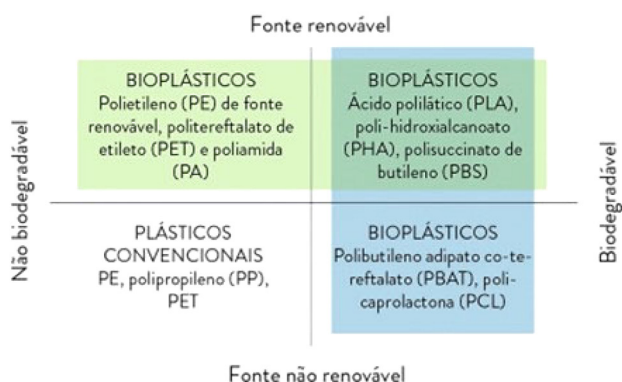 Fonte renovável
Não biodegradável
BIOPLÁSTICOS
Polietileno (PE) de fonte
renovável, politereftalato de
etileto (PET) e poliamida
(PA)
BIOPLÁSTICOS
Ácido polilático (PLA),
poli-hidroxialcanoato
(PHA), polisuccinato de
butileno (PBS)
PLÁSTICOS
CONVENCIONAIS
PE, polipropileno (PP),
PET
BIOPLÁSTICOS
Polibutileno adipato co-te-
reftalato (PBAT), poli-
caprolactona (PCL)
Biodegradável
Fonte não renovável